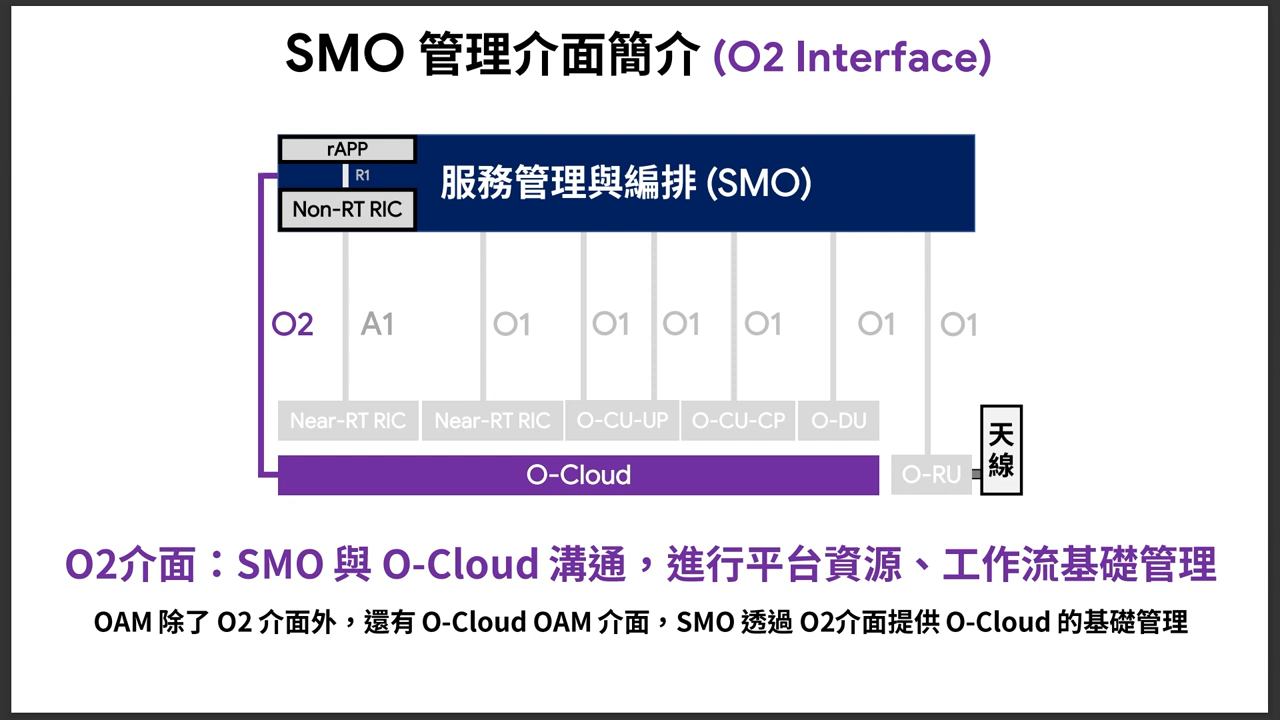 SMO 管理介面簡介 (O2 Interface)
rAPP
R1
Non-RT RIC
服務管理與編排 (SMO)
O2
A1
O1
O1
O1
O1
O1
O1
Near-RT RIC
Near-RT RIC
O-CU-UP
O-CU-CP
O-DU
天線
O-Cloud
O-RU
O2介面：SMO 與 O-Cloud 溝通，進行平台資源、工作流基礎管理
OAM 除了 O2 介面外，還有 O-Cloud OAM 介面，SMO 透過 O2介面提供 O-Cloud 的基礎管理